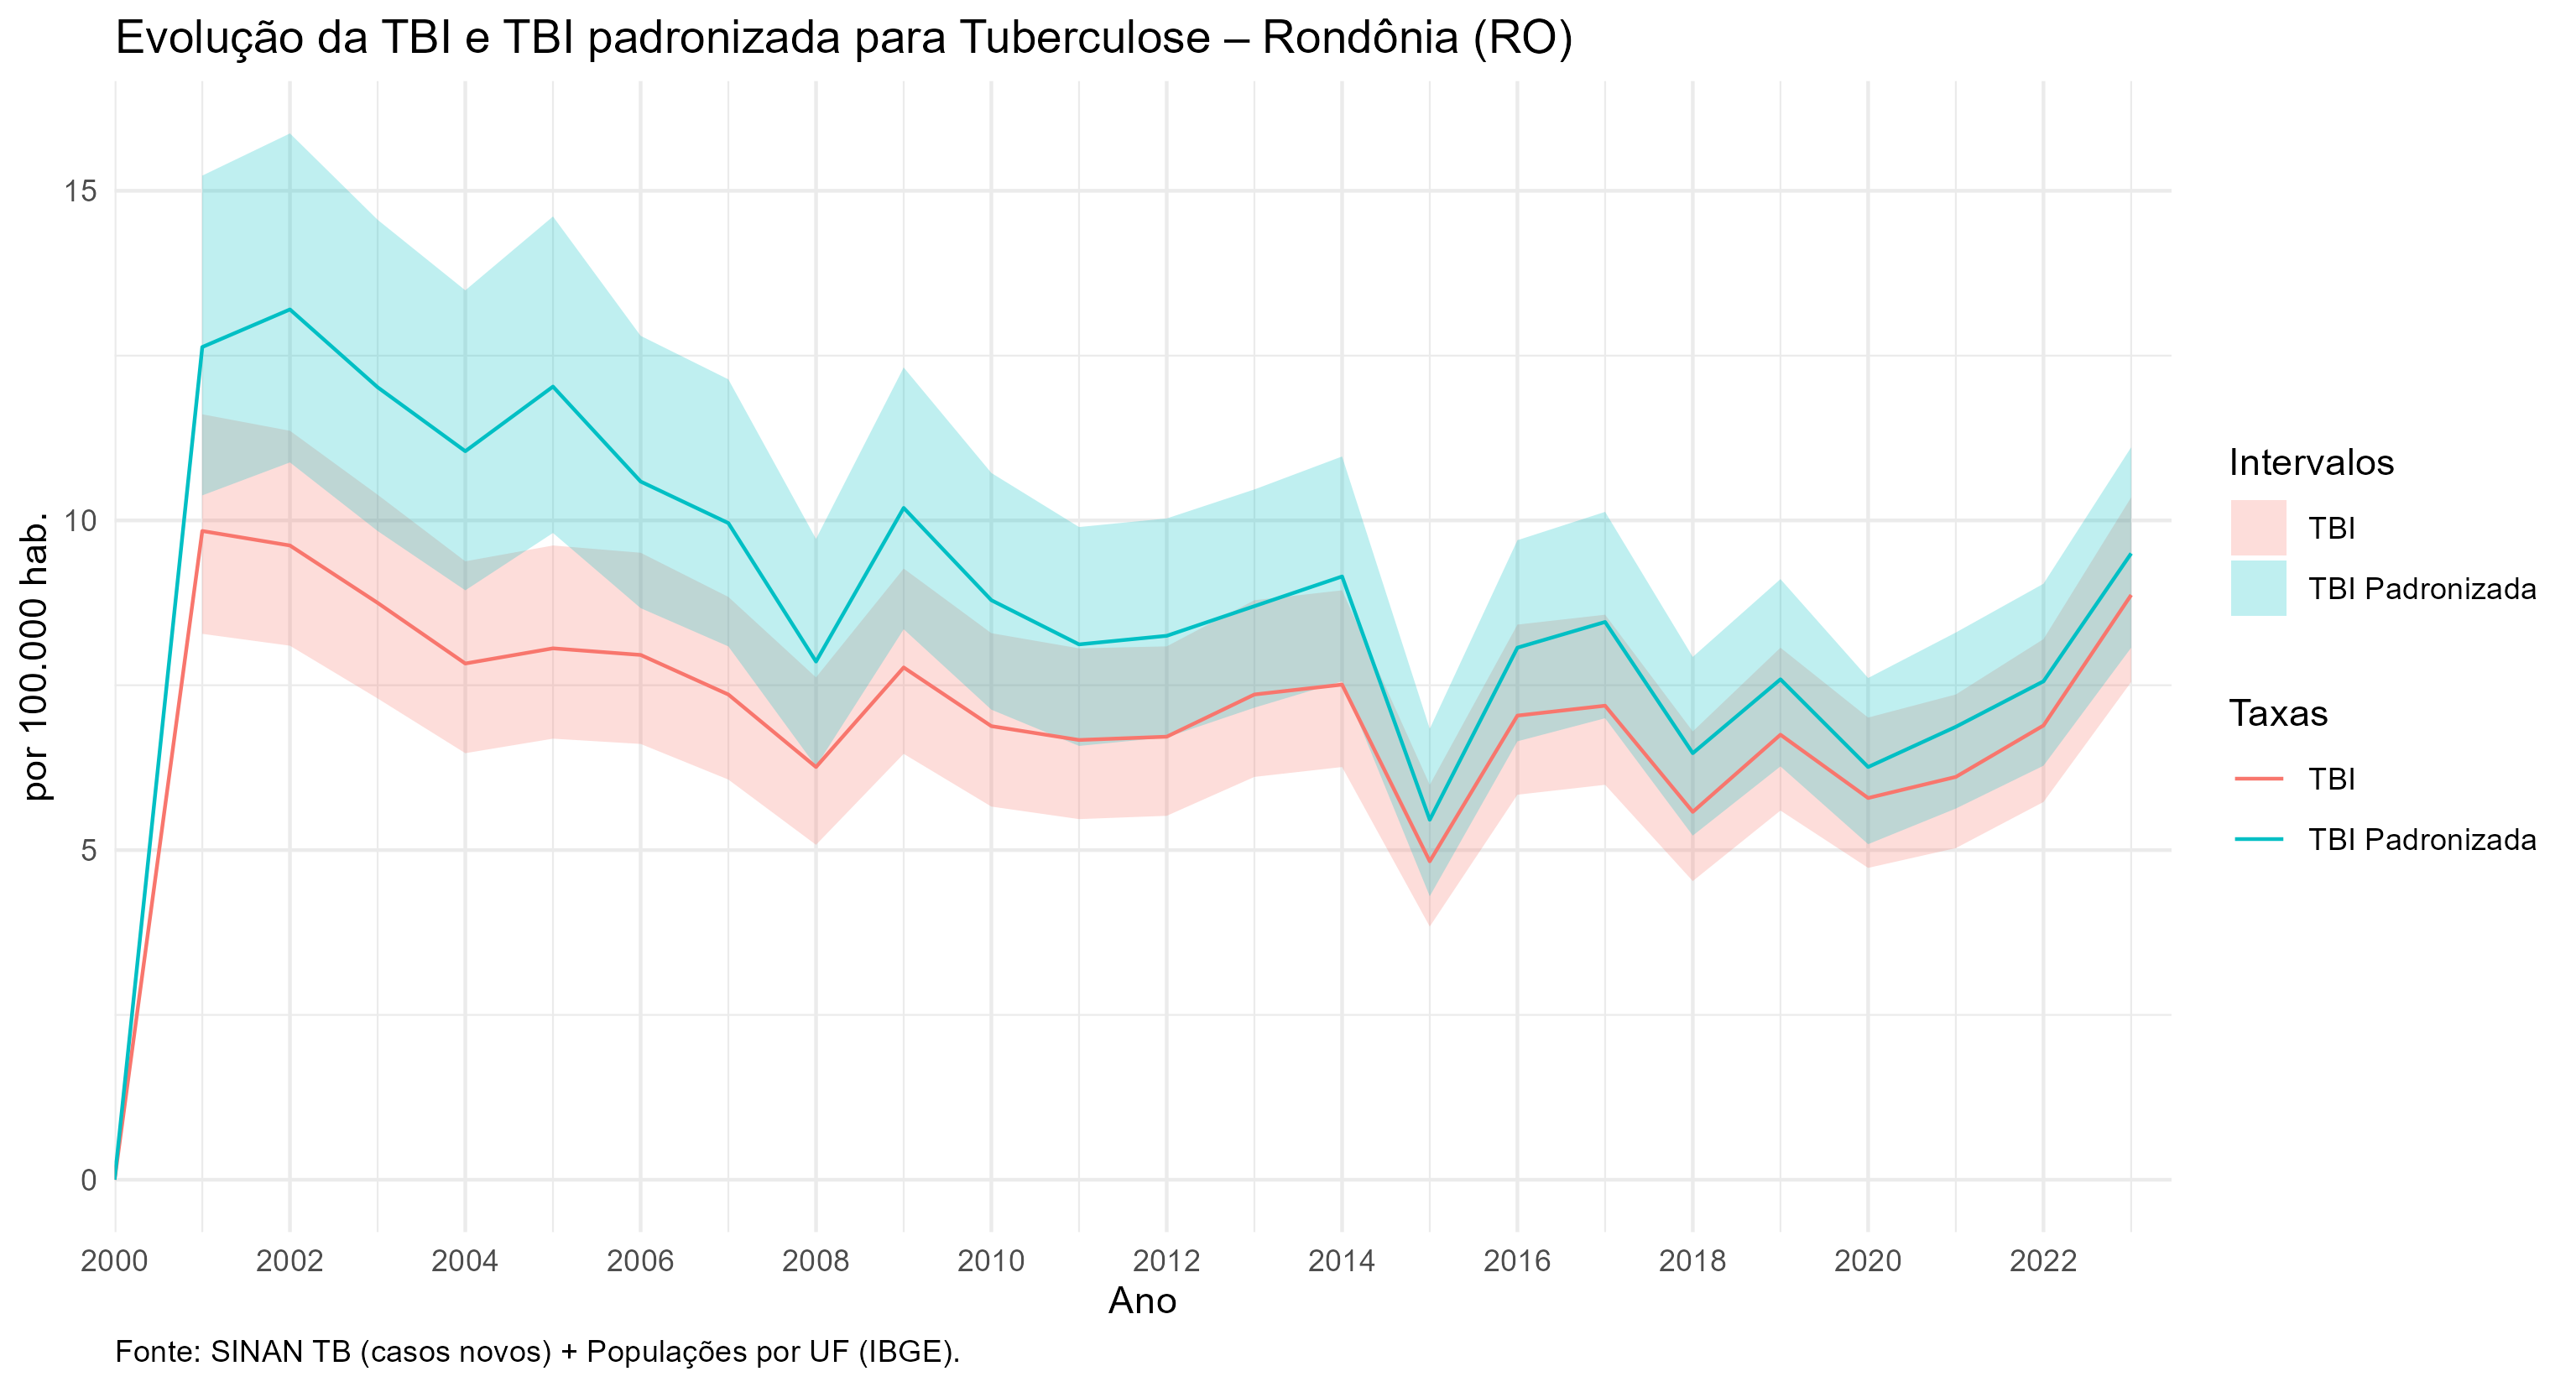 Evolução da TBI e TBI padronizada para Tuberculose – Rondônia (RO)
por 100.000 hab.
15
10
5
0
2000 2002 2004 2006 2008 2010 2012 2014 2016 2018 2020 2022
Ano
Intervalos
TBI
TBI Padronizada
Taxas
TBI
TBI Padronizada
Fonte: SINAN TB (casos novos) + Populações por UF (IBGE).